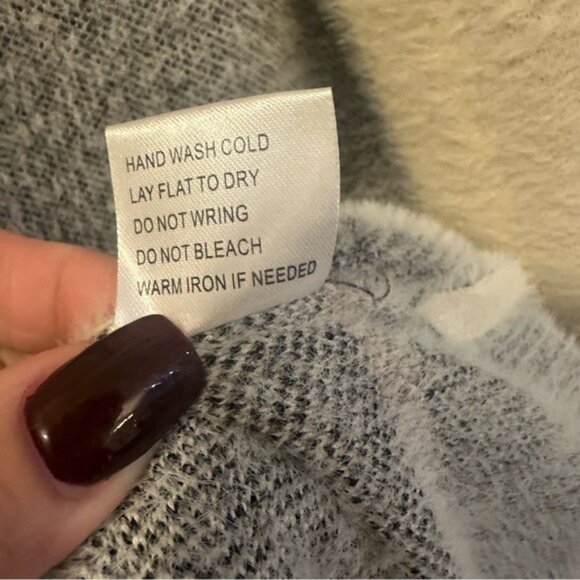 HAND WASH COLD
LAY FLAT TO DRY
DO NOT WRING
DO NOT BLEACH
WARM IRON IF NEEDED